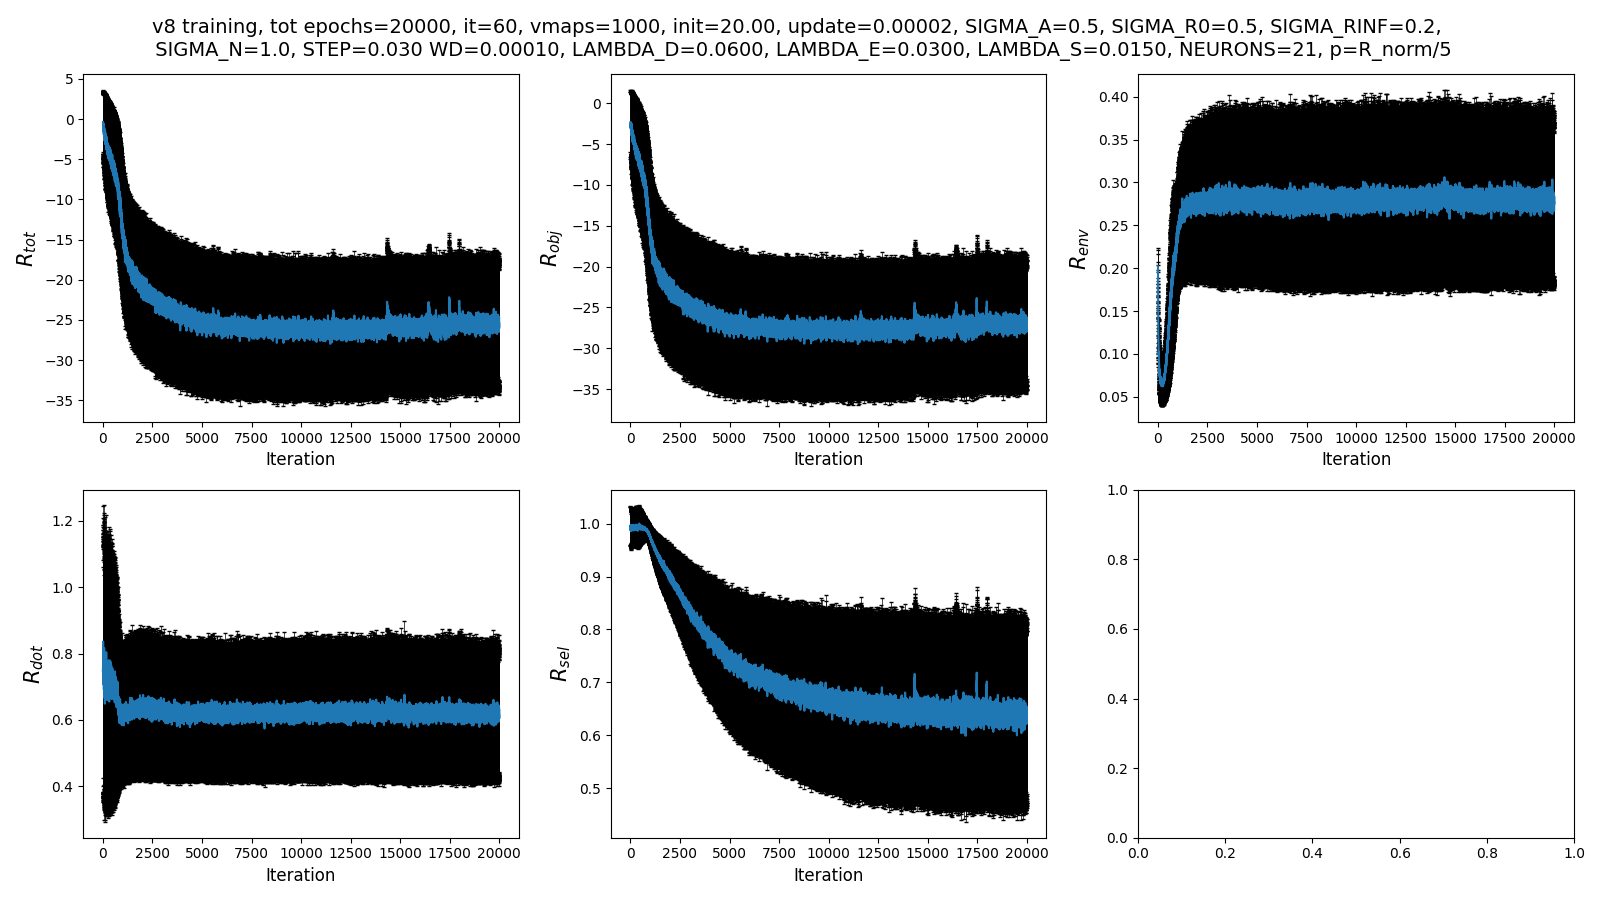 v8 training, tot epochs=20000, it=60, vmaps=1000, init=20.00, update=0.00002, SIGMA_A=0.5, SIGMA_R0=0.5, SIGMA_RINF=0.2,
SIGMA_N=1.0, STEP=0.030 WD=0.00010, LAMBDA_D=0.0600, LAMBDA_E=0.0300, LAMBDA_S=0.0150, NEURONS=21, p=R_norm/5
R_tot
5
0
−5
−10
−15
−20
−25
−30
−35
0 2500 5000 7500 10000 12500 15000 17500 20000
Iteration
R_obj
0
−5
−10
−15
−20
−25
−30
−35
0 2500 5000 7500 10000 12500 15000 17500 20000
Iteration
R_env
0.40
0.35
0.30
0.25
0.20
0.15
0.10
0.05
0 2500 5000 7500 10000 12500 15000 17500 20000
Iteration
R_dot
1.2
1.0
0.8
0.6
0.4
0 2500 5000 7500 10000 12500 15000 17500 20000
Iteration
R_sel
1.0
0.9
0.8
0.7
0.6
0.5
0 2500 5000 7500 10000 12500 15000 17500 20000
Iteration
1.0
0.8
0.6
0.4
0.2
0.0
0.0 0.2 0.4 0.6 0.8 1.0